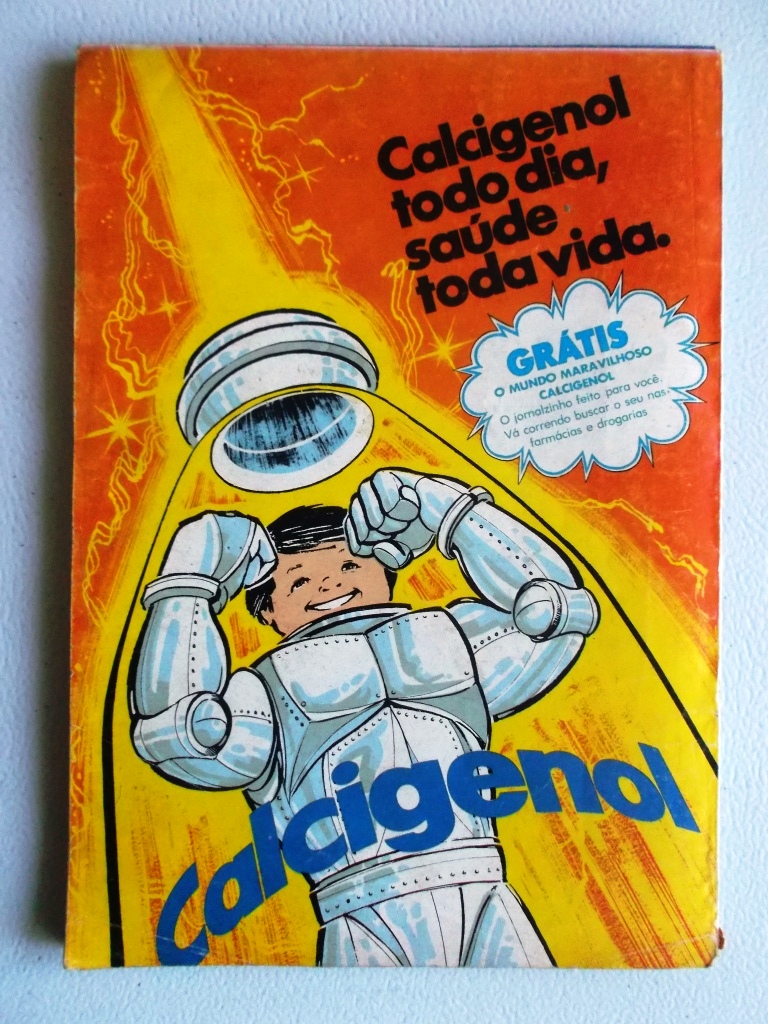 Calcigenol
todo dia,
saúde
toda vida.
GRÁTIS
O MUNDO MARAVILHOSO
CALCIGENOL
O jornalzinho feito para você.
Vá correndo buscar o seu nas
farmácias e drogarias
Calcigenol